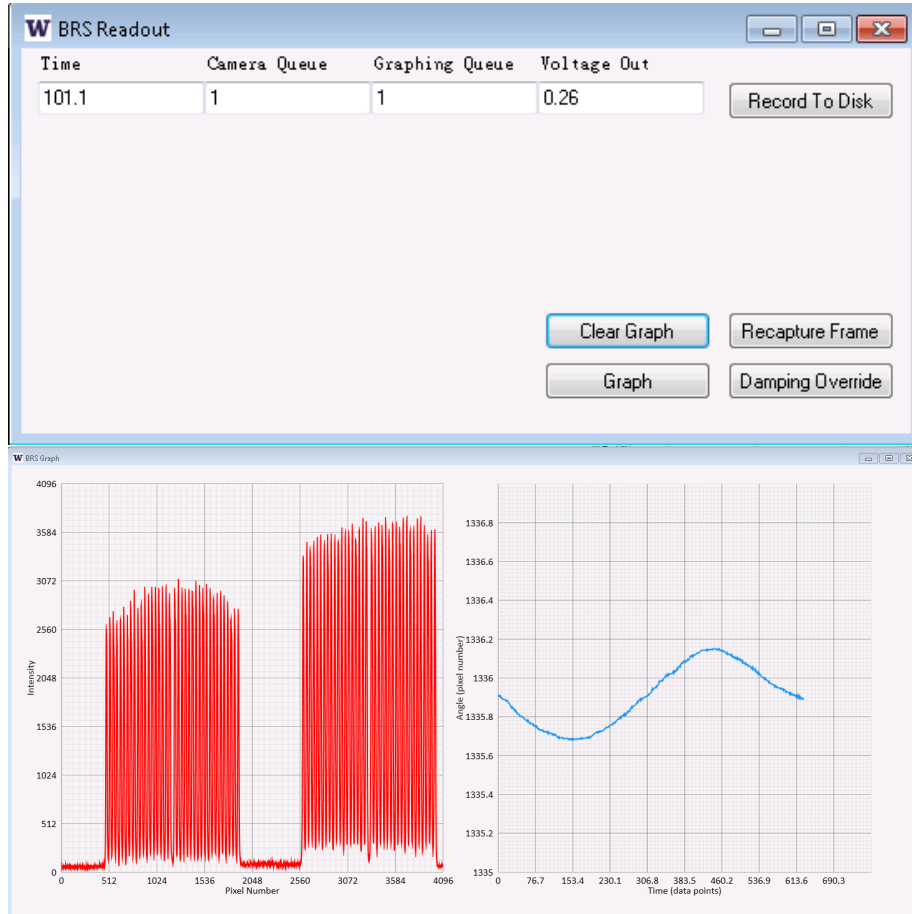 W BRS Readout
Time Camera Queue Graphing Queue Voltage Out
101.1 1 1 0.26 Record To Disk
Clear Graph Recapture Frame
Graph Damping Override
W BRS Graph
4096
3584
3072
2560
2048
1536
1024
512
0
Intensity
0 512 1024 1536 2048 2560 3072 3584 4096
Pixel Number
1336.8
1336.6
1336.4
1336.2
1336
1335.8
1335.6
1335.4
1335.2
1335
Angle (pixel number)
0 76.7 153.4 230.1 306.8 383.5 460.2 536.9 613.6 690.3
Time (data points)